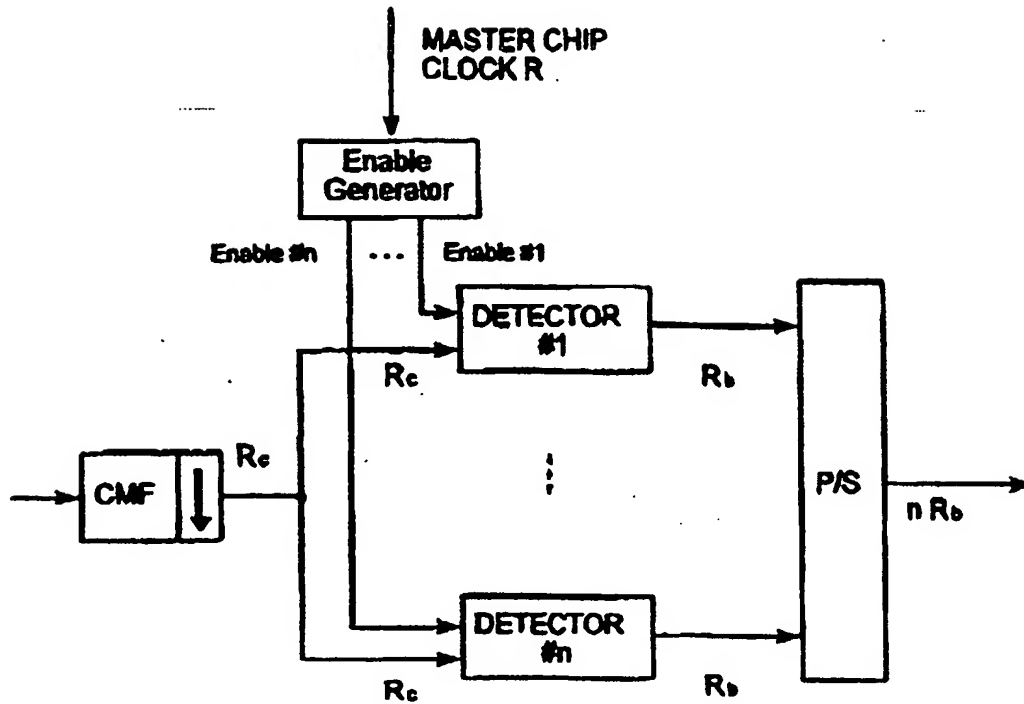 MASTER CHIP
CLOCK R
Enable
Generator
Enable #n
...
Enable #1
DETECTOR
#1
Rc
Rb
Rc
CMF
P/S
n Rb
DETECTOR
#n
Rc
Rb